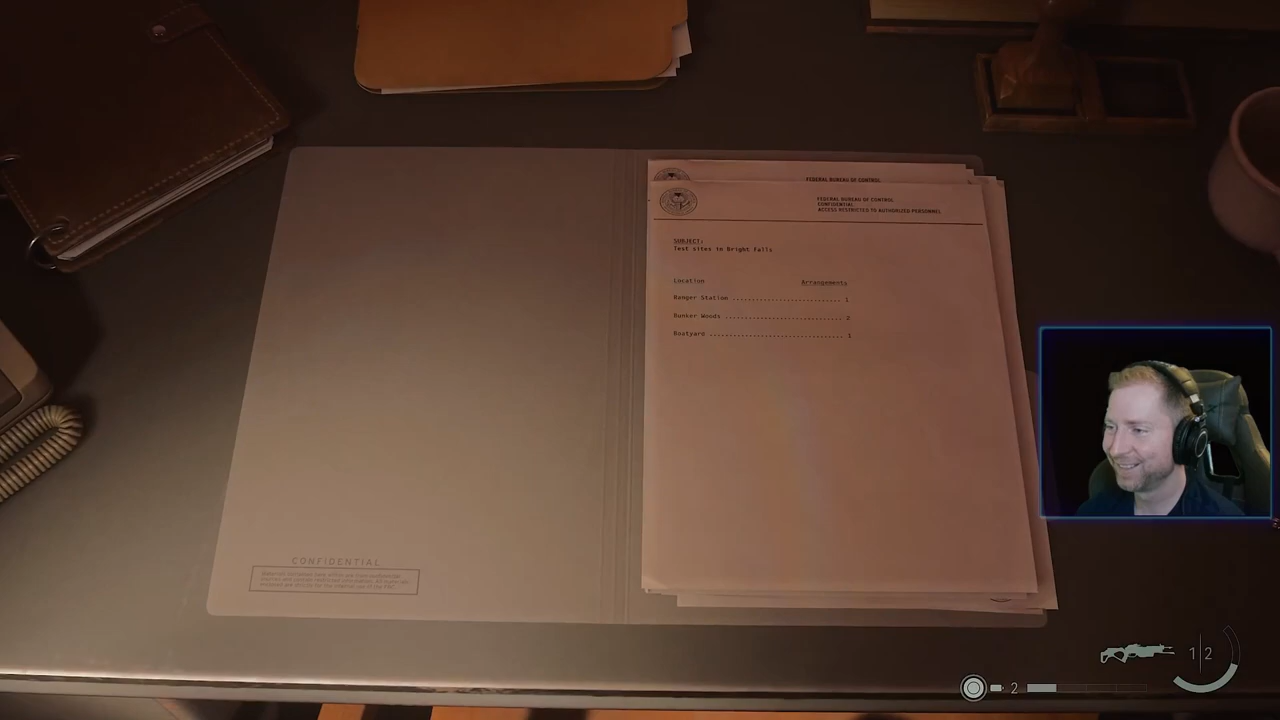 FEDERAL BUREAU OF CONTROL
FEDERAL BUREAU OF CONTROL
CONFIDENTIAL
ACCESS RESTRICTED TO AUTHORIZED PERSONNEL
SUBJECT:
Test sites in Bright Falls
Location Arrangements
Ranger Station ........................... 1
Bunker Woods ............................. 2
Boatyard ................................. 3
CONFIDENTIAL
1|2
2